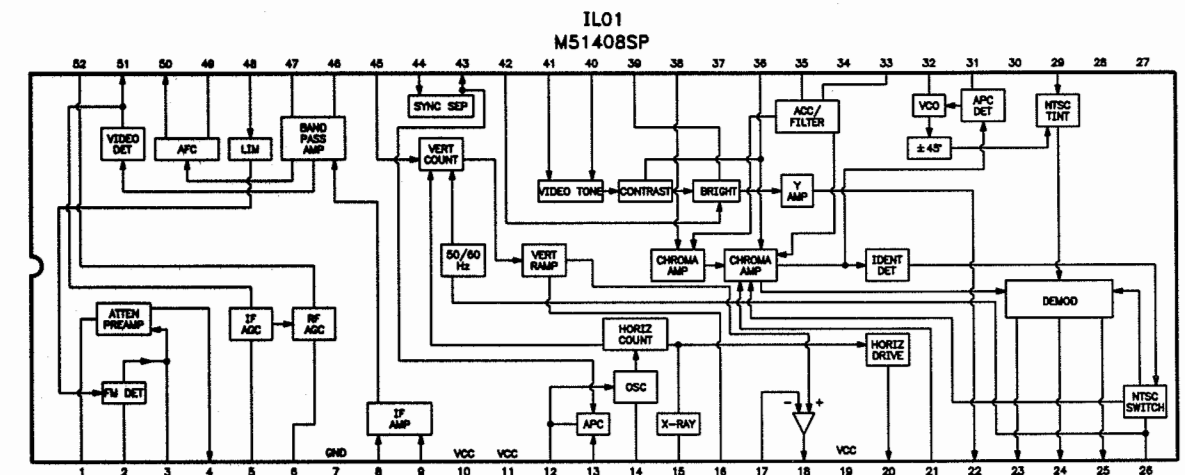 ILO1
M51408SP
52 51 50 49 48 47 46 45 44 43 42 41 40 39 38 37 36 35 34 33 32 31 30 29 28 27
SYNC SEP
VIDEO DET
AFC
LIM
BAND PASS AMP
VERT COUNT
ACC/ FILTER
VCO
APC DET
NTSC TINT
±45°
VIDEO TONE
CONTRAST
BRIGHT
Y AMP
50/60 Hz
VERT RAMP
CHROMA AMP
CHROMA AMP
IDENT DET
DEMOD
ATTEN PREAMP
IF AGC
RF AGC
HORIZ COUNT
HORIZ DRIVE
FM DET
OSC
NTSC SWITCH
IF AMP
APC
X-RAY
- +
GND VCC VCC VCC
1 2 3 4 5 6 7 8 9 10 11 12 13 14 15 16 17 18 19 20 21 22 23 24 25 26